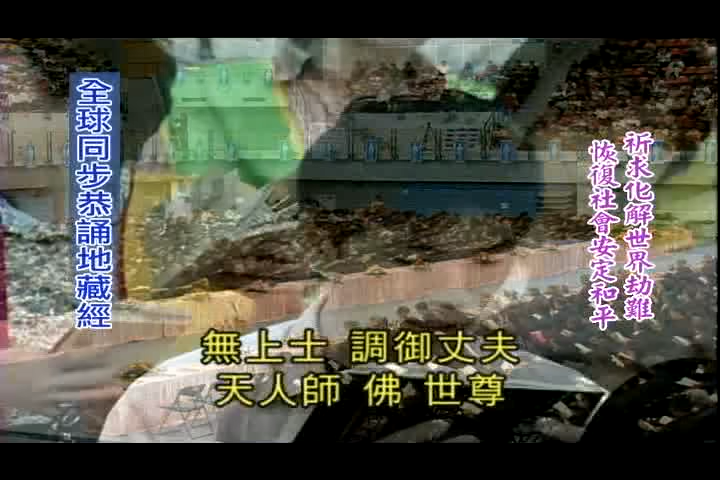 全球同步恭誦地藏經
祈求化解世界劫難
恢復社會安定和平
無上士 調御丈夫
天人師 佛 世尊